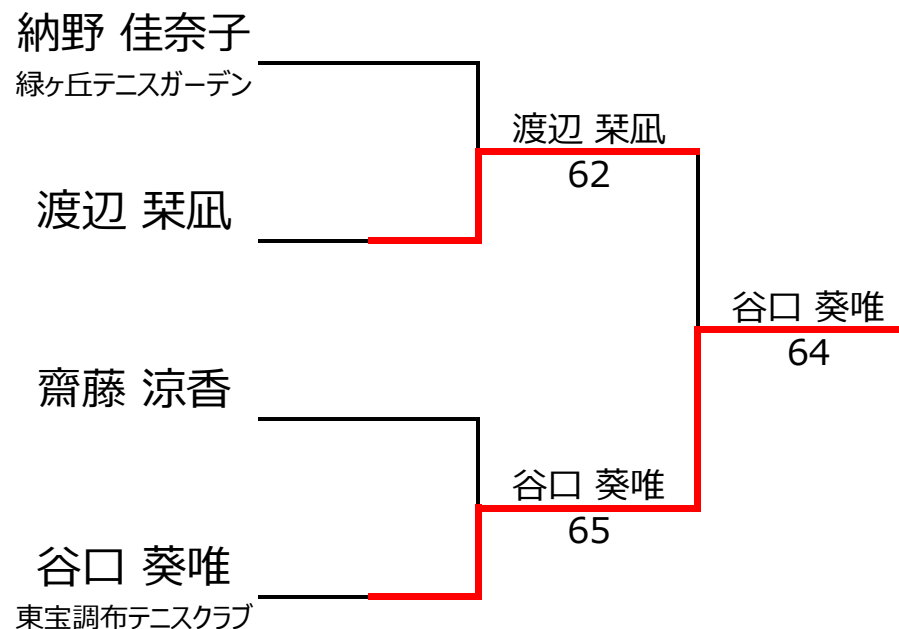 納野 佳奈子
緑ヶ丘テニスガーデン
渡辺 栞凪
62
渡辺 栞凪
谷口 葵唯
64
齋藤 涼香
谷口 葵唯
65
谷口 葵唯
東宝調布テニスクラブ